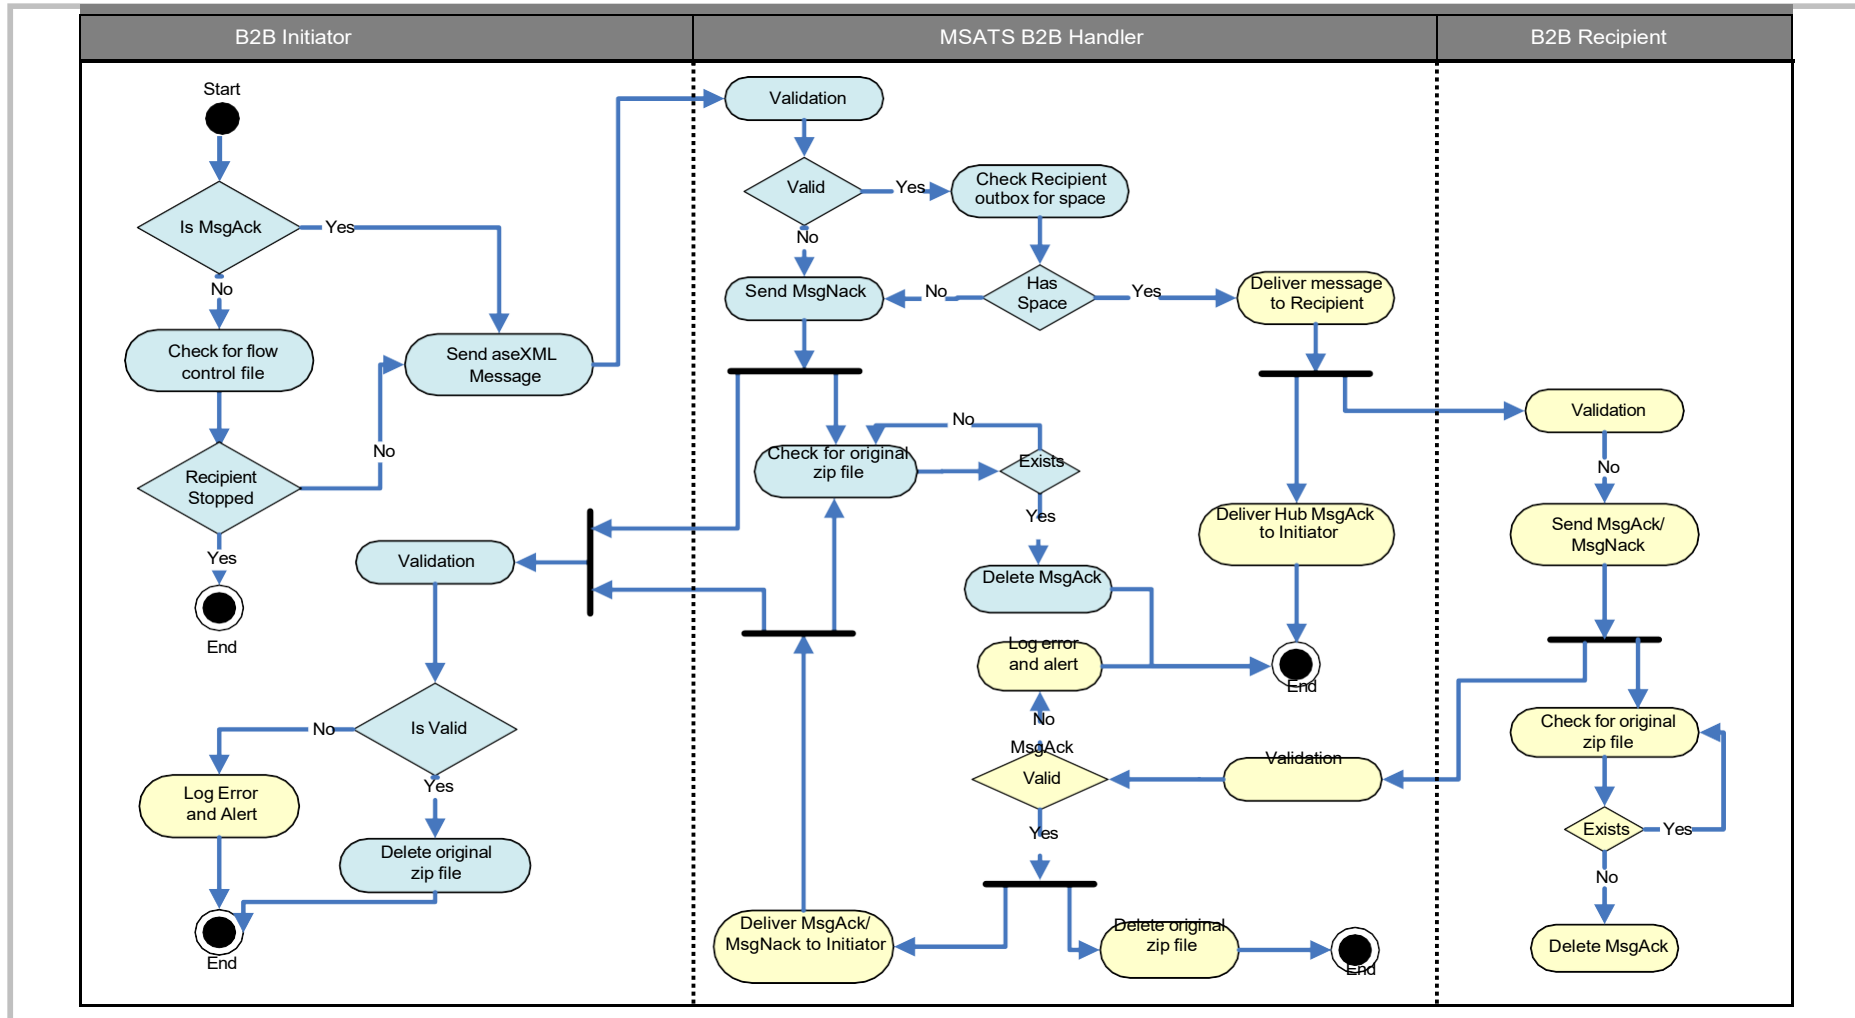 B2B Initiator
MSATS B2B Handler
B2B Recipient
Start
Is MsgAck
Yes
No
Check for flow
control file
Recipient
Stopped
No
Yes
End
Send aseXML
Message
Validation
Is Valid
No
Yes
Log Error
and Alert
Delete original
zip file
End
Validation
Valid
Yes
No
Check Recipient
outbox for space
Send MsgNack
No
Has
Space
Yes
Deliver message
to Recipient
Check for original
zip file
No
Exists
Yes
Delete MsgAck
Deliver Hub MsgAck
to Initiator
Log error
and alert
End
No
MsgAck
Valid
Validation
Yes
Deliver MsgAck/
MsgNack to Initiator
Delete original
zip file
End
Validation
No
Send MsgAck/
MsgNack
Check for original
zip file
Exists
Yes
No
Delete MsgAck